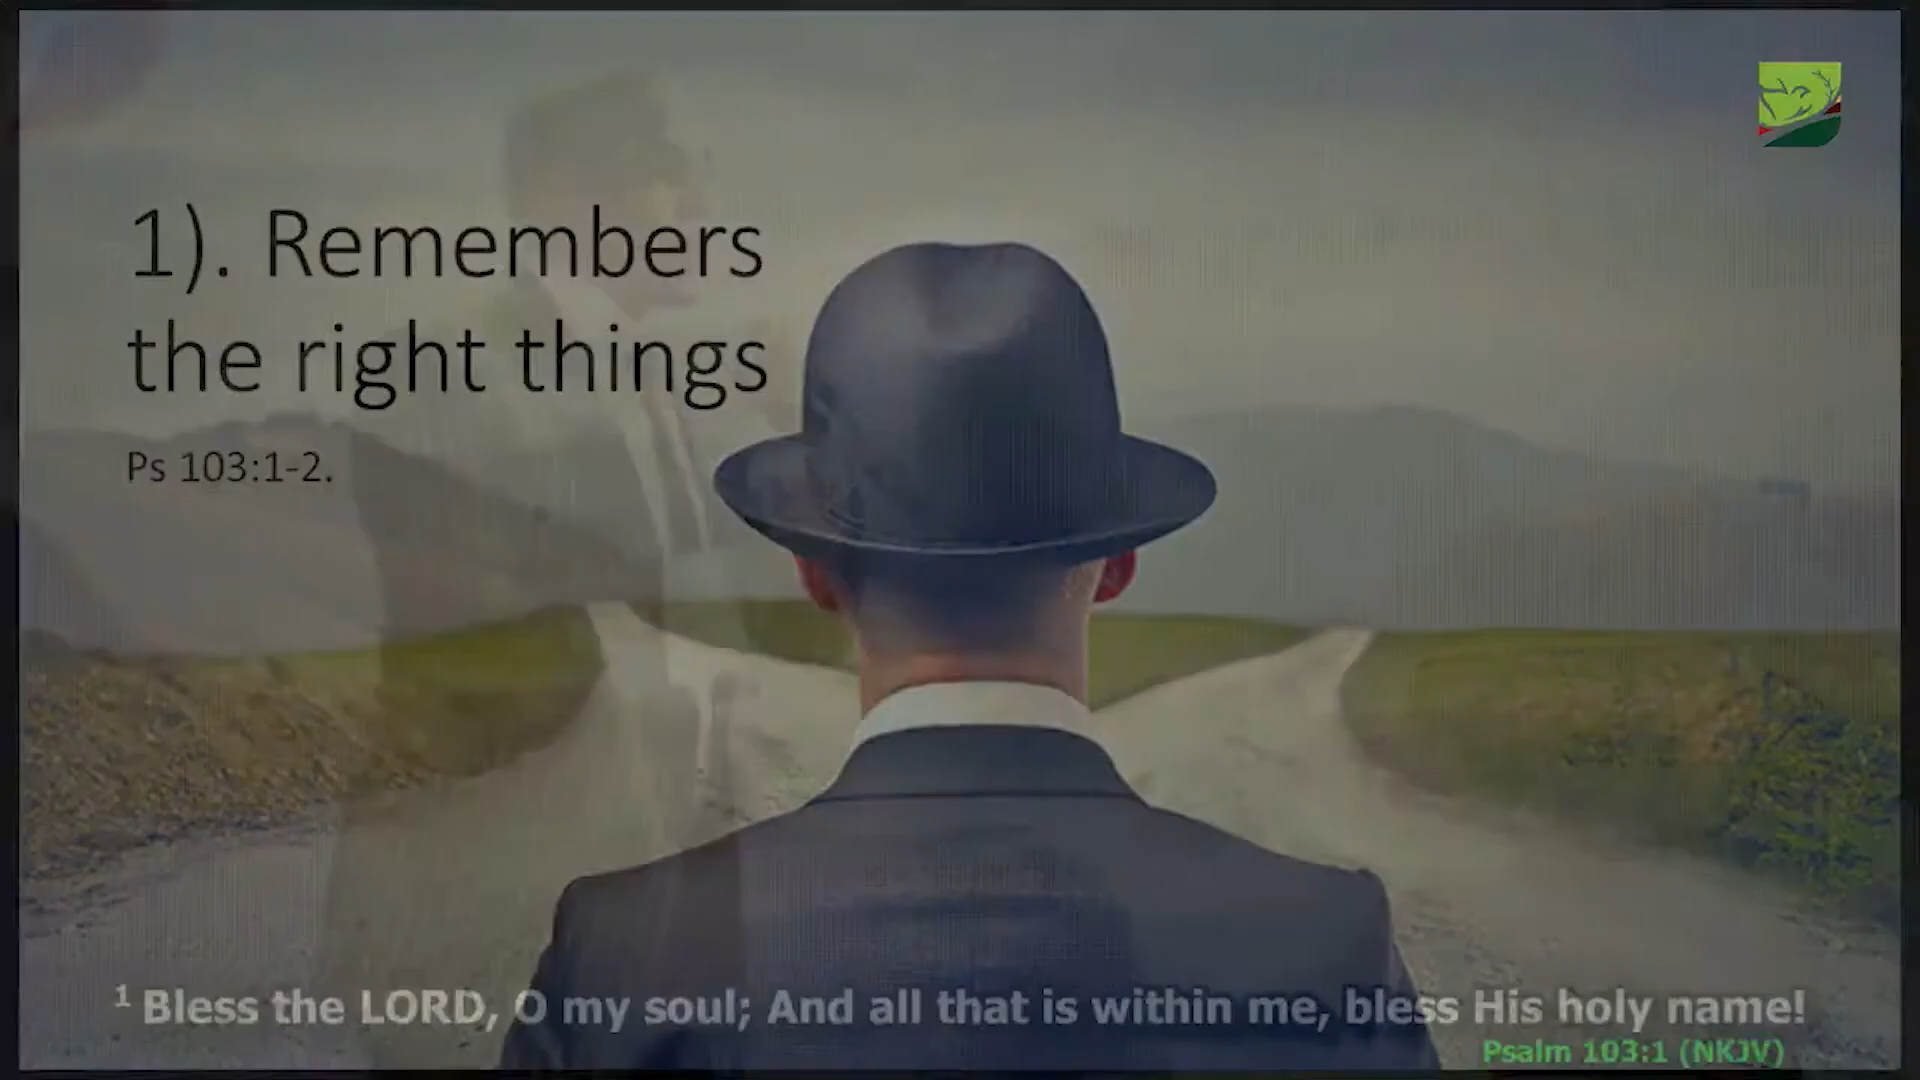 1). Remembers
the right things
Ps 103:1-2.
1 Bless the LORD, O my soul; And all that is within me, bless His holy name!
Psalm 103:1 (NKJV)